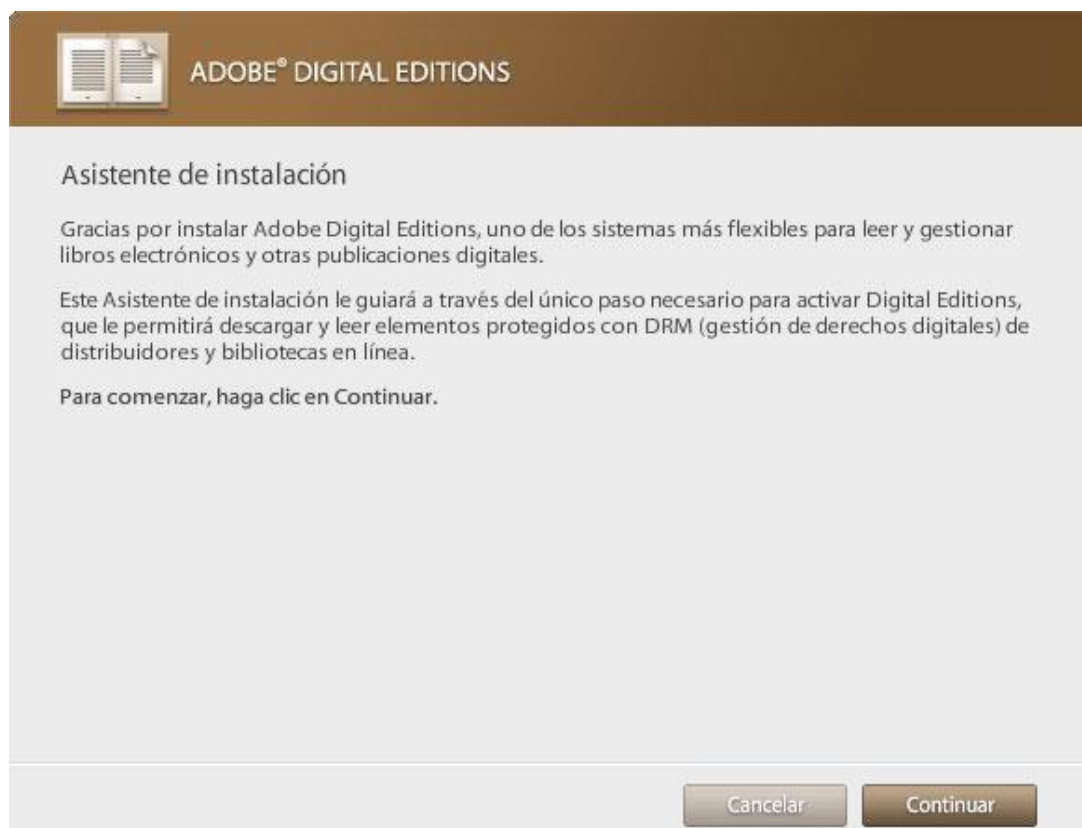 ADOBE® DIGITAL EDITIONS
Asistente de instalación
Gracias por instalar Adobe Digital Editions, uno de los sistemas más flexibles para leer y gestionar
libros electrónicos y otras publicaciones digitales.
Este Asistente de instalación le guiará a través del único paso necesario para activar Digital Editions,
que le permitirá descargar y leer elementos protegidos con DRM (gestión de derechos digitales) de
distribuidores y bibliotecas en línea.
Para comenzar, haga clic en Continuar.
Cancelar
Continuar